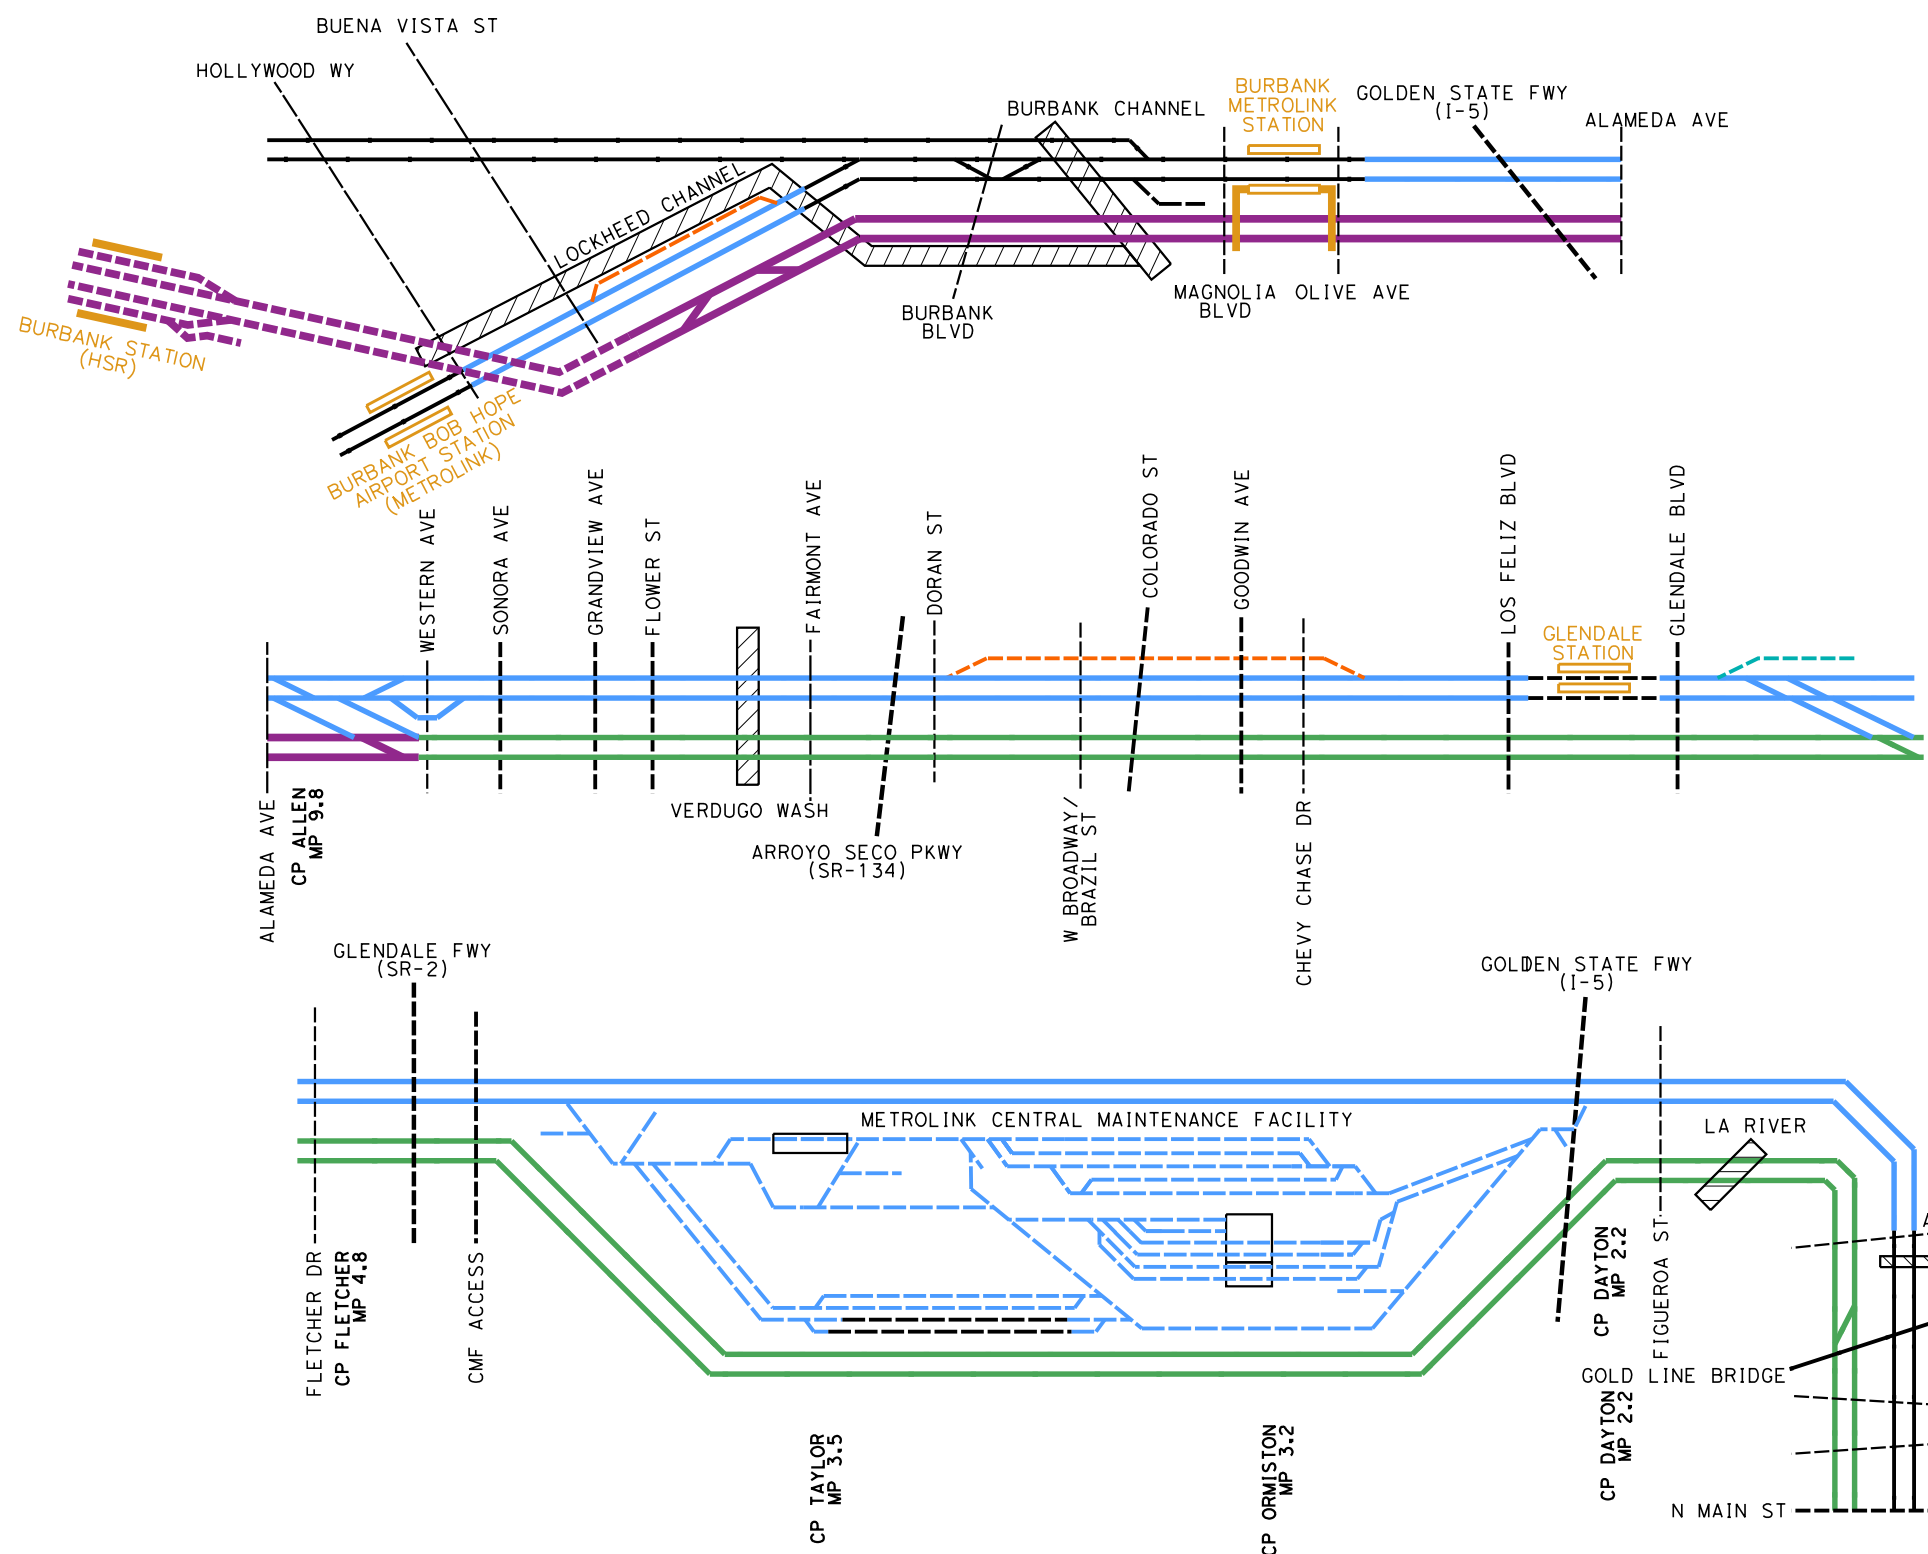 BUENA VISTA ST
HOLLYWOOD WY
BURBANK CHANNEL
BURBANK
METROLINK
STATION
GOLDEN STATE FWY
(I-5)
ALAMEDA AVE
LOCKHEED CHANNEL
BURBANK STATION
(HSR)
BURBANK
BLVD
MAGNOLIA
BLVD
OLIVE AVE
BURBANK BOB HOPE
AIRPORT STATION
(METROLINK)
WESTERN AVE
SONORA AVE
GRANDVIEW AVE
FLOWER ST
FAIRMONT AVE
DORAN ST
COLORADO ST
GOODWIN AVE
LOS FELIZ BLVD
GLENDALE
STATION
GLENDALE BLVD
ALAMEDA AVE
CP ALLEN
MP 9.8
VERDUGO WASH
ARROYO SECO PKWY
(SR-134)
W BROADWAY/
BRAZIL ST
CHEVY CHASE DR
GLENDALE FWY
(SR-2)
GOLDEN STATE FWY
(I-5)
METROLINK CENTRAL MAINTENANCE FACILITY
LA RIVER
FLETCHER DR
CP FLETCHER
MP 4.8
CMF ACCESS
CP DAYTON
MP 2.2
FIGUEROA ST
GOLD LINE BRIDGE
CP TAYLOR
MP 3.5
CP ORMISTON
MP 3.2
CP DAYTON
MP 2.2
N MAIN ST